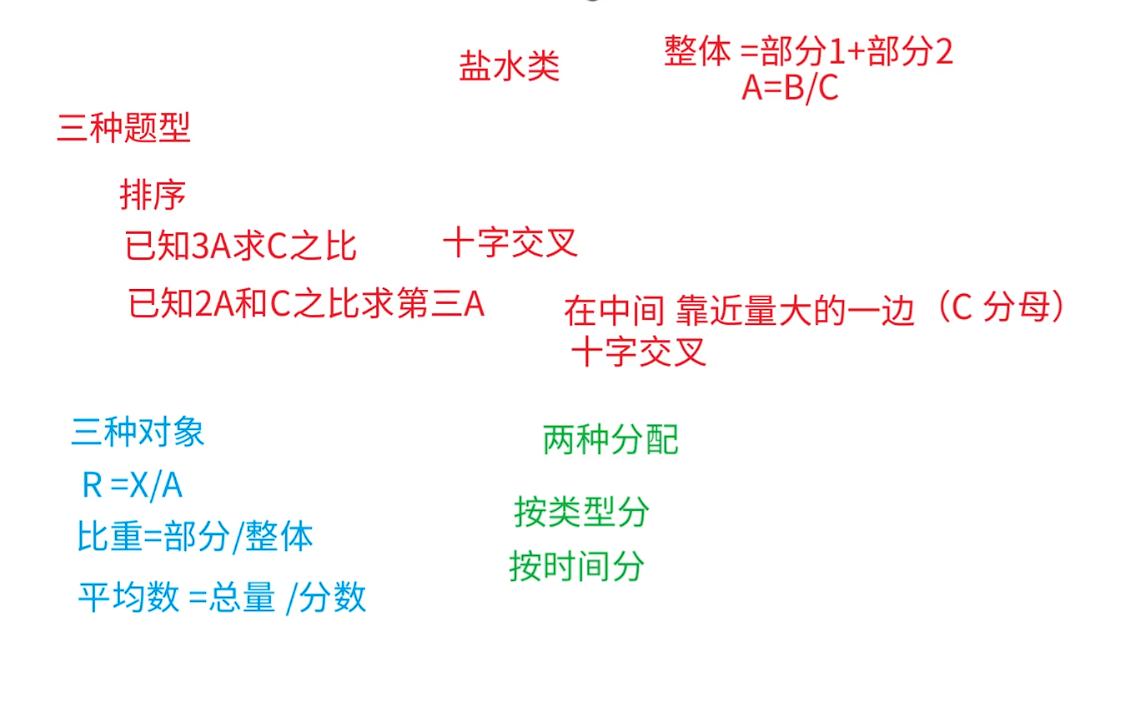 盐水类
整体 =部分1+部分2
A=B/C
三种题型
排序
已知3A求C之比
十字交叉
已知2A和C之比求第三A
在中间 靠近量大的一边（C 分母）
十字交叉
三种对象
R =X/A
比重=部分/整体
平均数 =总量 /分数
两种分配
按类型分
按时间分